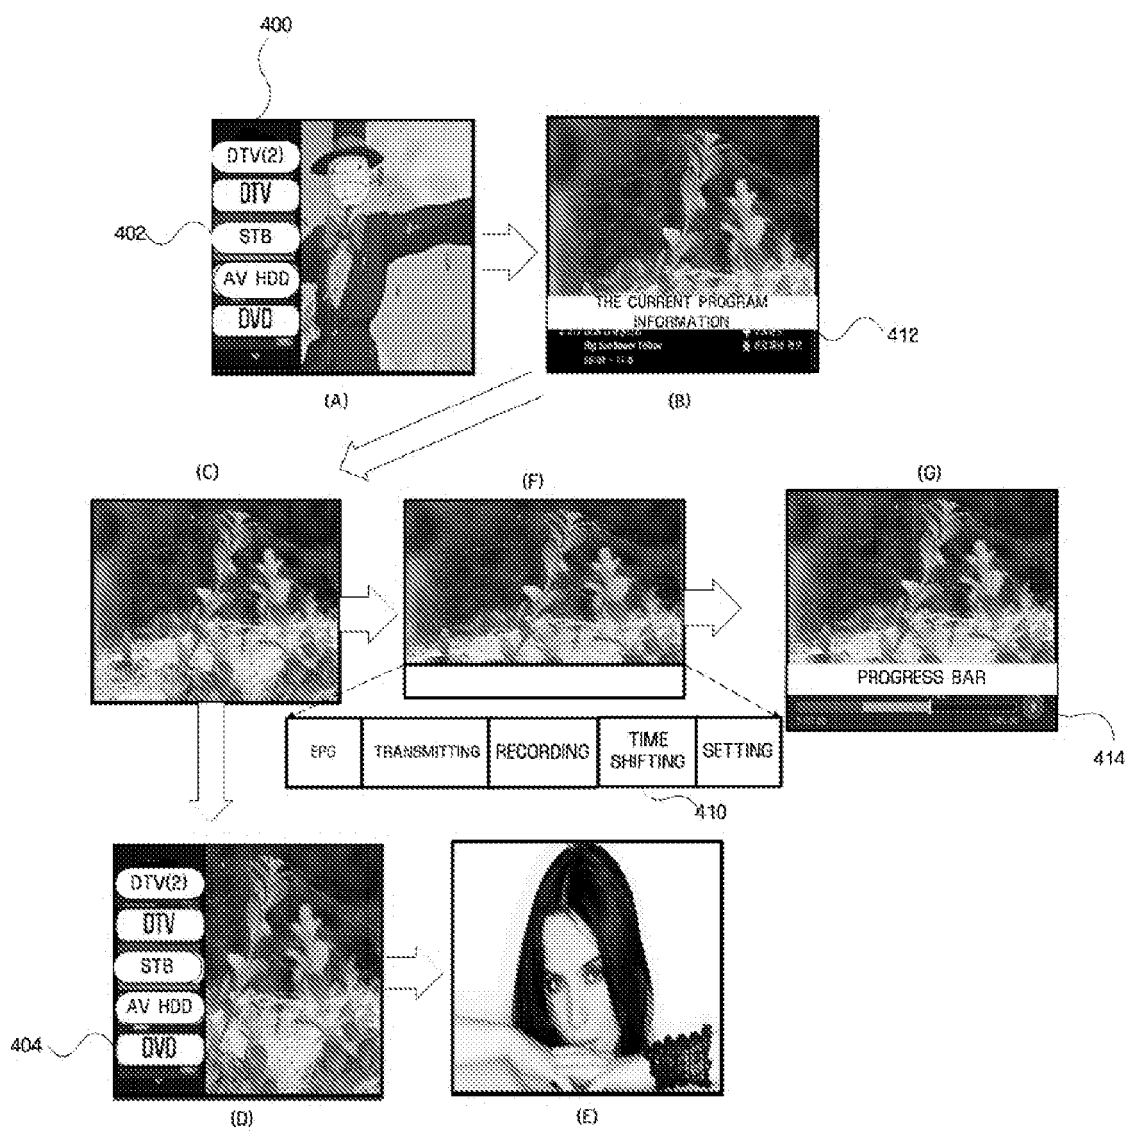 400
DTV(2)
DTV
402
STB
AV HDD
DVD
(A)
THE CURRENT PROGRAM
INFORMATION
412
(B)
(C)
(F)
(G)
PROGRESS BAR
414
EPG
TRANSMITTING
RECORDING
TIME
SHIFTING
SETTING
410
DTV(2)
DTV
STB
AV HDD
404
DVD
(D)
(E)